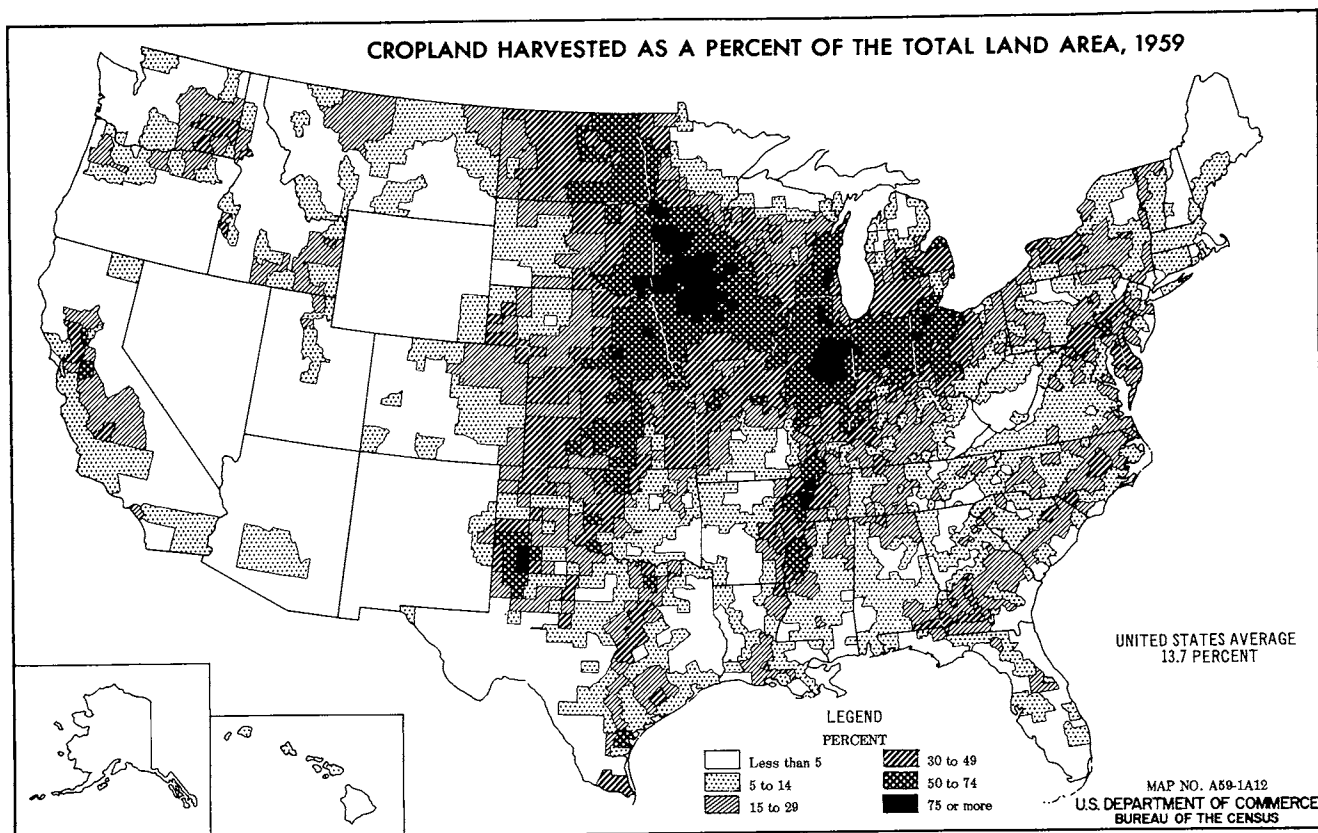 CROPLAND HARVESTED AS A PERCENT OF THE TOTAL LAND AREA, 1959
UNITED STATES AVERAGE
13.7 PERCENT
LEGEND
PERCENT
Less than 5
5 to 14
15 to 29
30 to 49
50 to 74
75 or more
MAP NO. A59-1A12
U.S. DEPARTMENT OF COMMERCE
BUREAU OF THE CENSUS